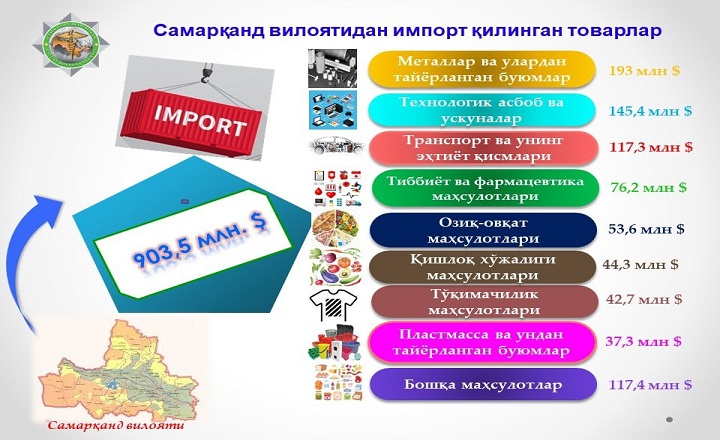 Самарқанд вилоятидан импорт қилинган товарлар
IMPORT
903,5 млн. $
Самарқанд вилояти
Металлар ва улардан
тайёрланган буюмлар
193 млн $
Технологик асбоб ва
ускуналар
145,4 млн $
Транспорт ва унинг
эҳтиёт қисмлари
117,3 млн $
Тиббиёт ва фармацевтика
маҳсулотлари
76,2 млн $
Озиқ-овқат
маҳсулотлари
53,6 млн $
Қишлоқ хўжалиги
маҳсулотлари
44,3 млн $
Тўқимачилик
маҳсулотлари
42,7 млн $
Пластмасса ва ундан
тайёрланган буюмлар
37,3 млн $
Бошқа маҳсулотлар
117,4 млн $